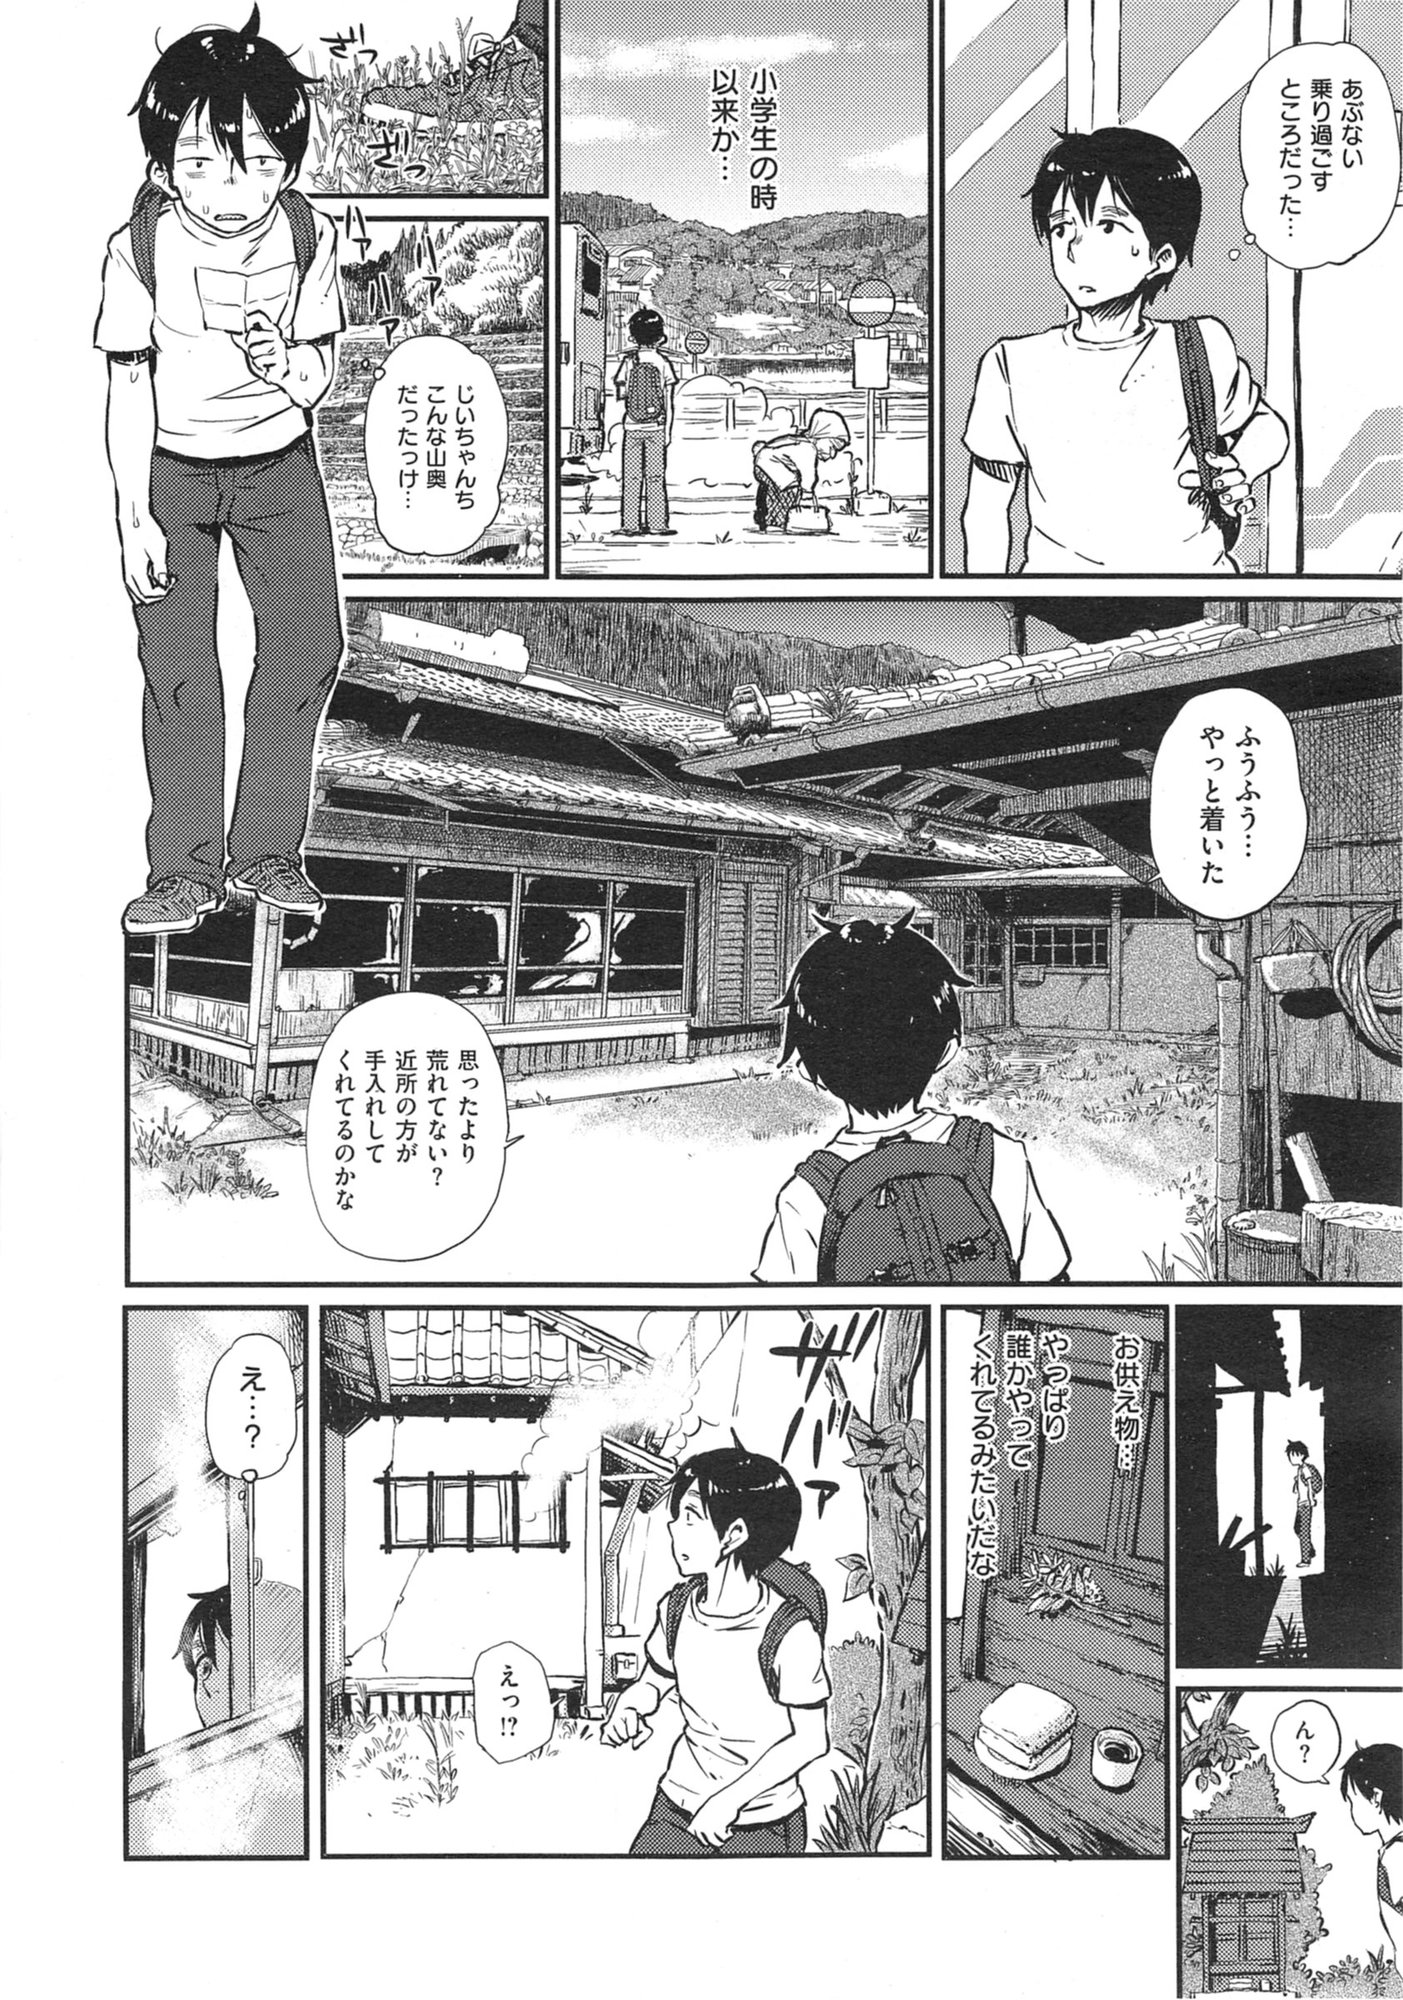 あぶない
乗り過ごす
ところだった…
小学生の時
以来か…
ざっ
ざっ
ハァ
ハァ
ハァ
じいちゃんち
こんな山奥
だったっけ…
ふうふう…
やっと着いた
思ったより
荒れてない？
近所の方が
手入れして
くれてるのかな
ん？
お供え物…
やっぱり
誰かやって
くれてるみたいだな
えっ！？
え…？